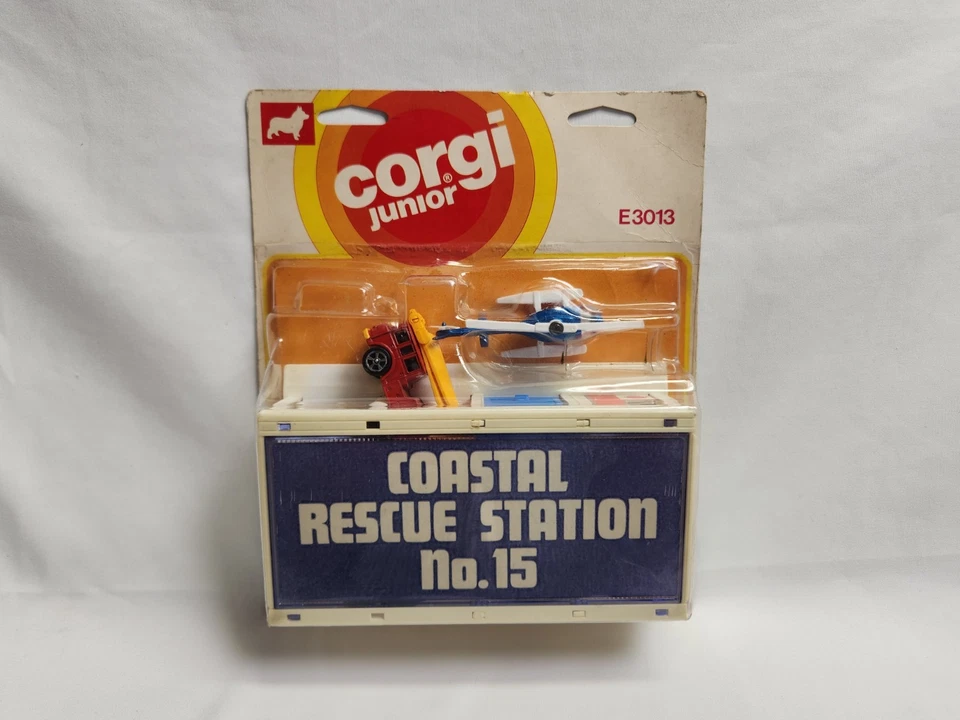 corgi®
junior
E3013
COASTAL
RESCUE STATION
No.15